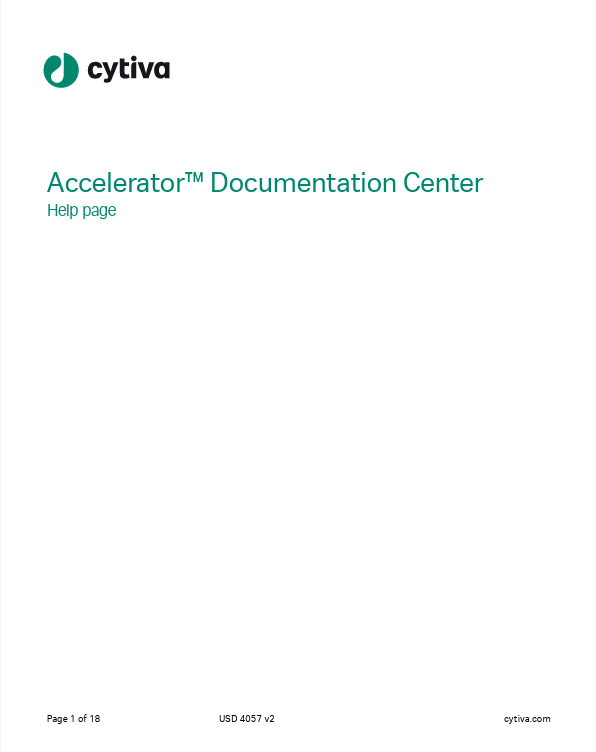 cytiva
Accelerator™ Documentation Center
Help page
Page 1 of 18 USD 4057 v2 cytiva.com